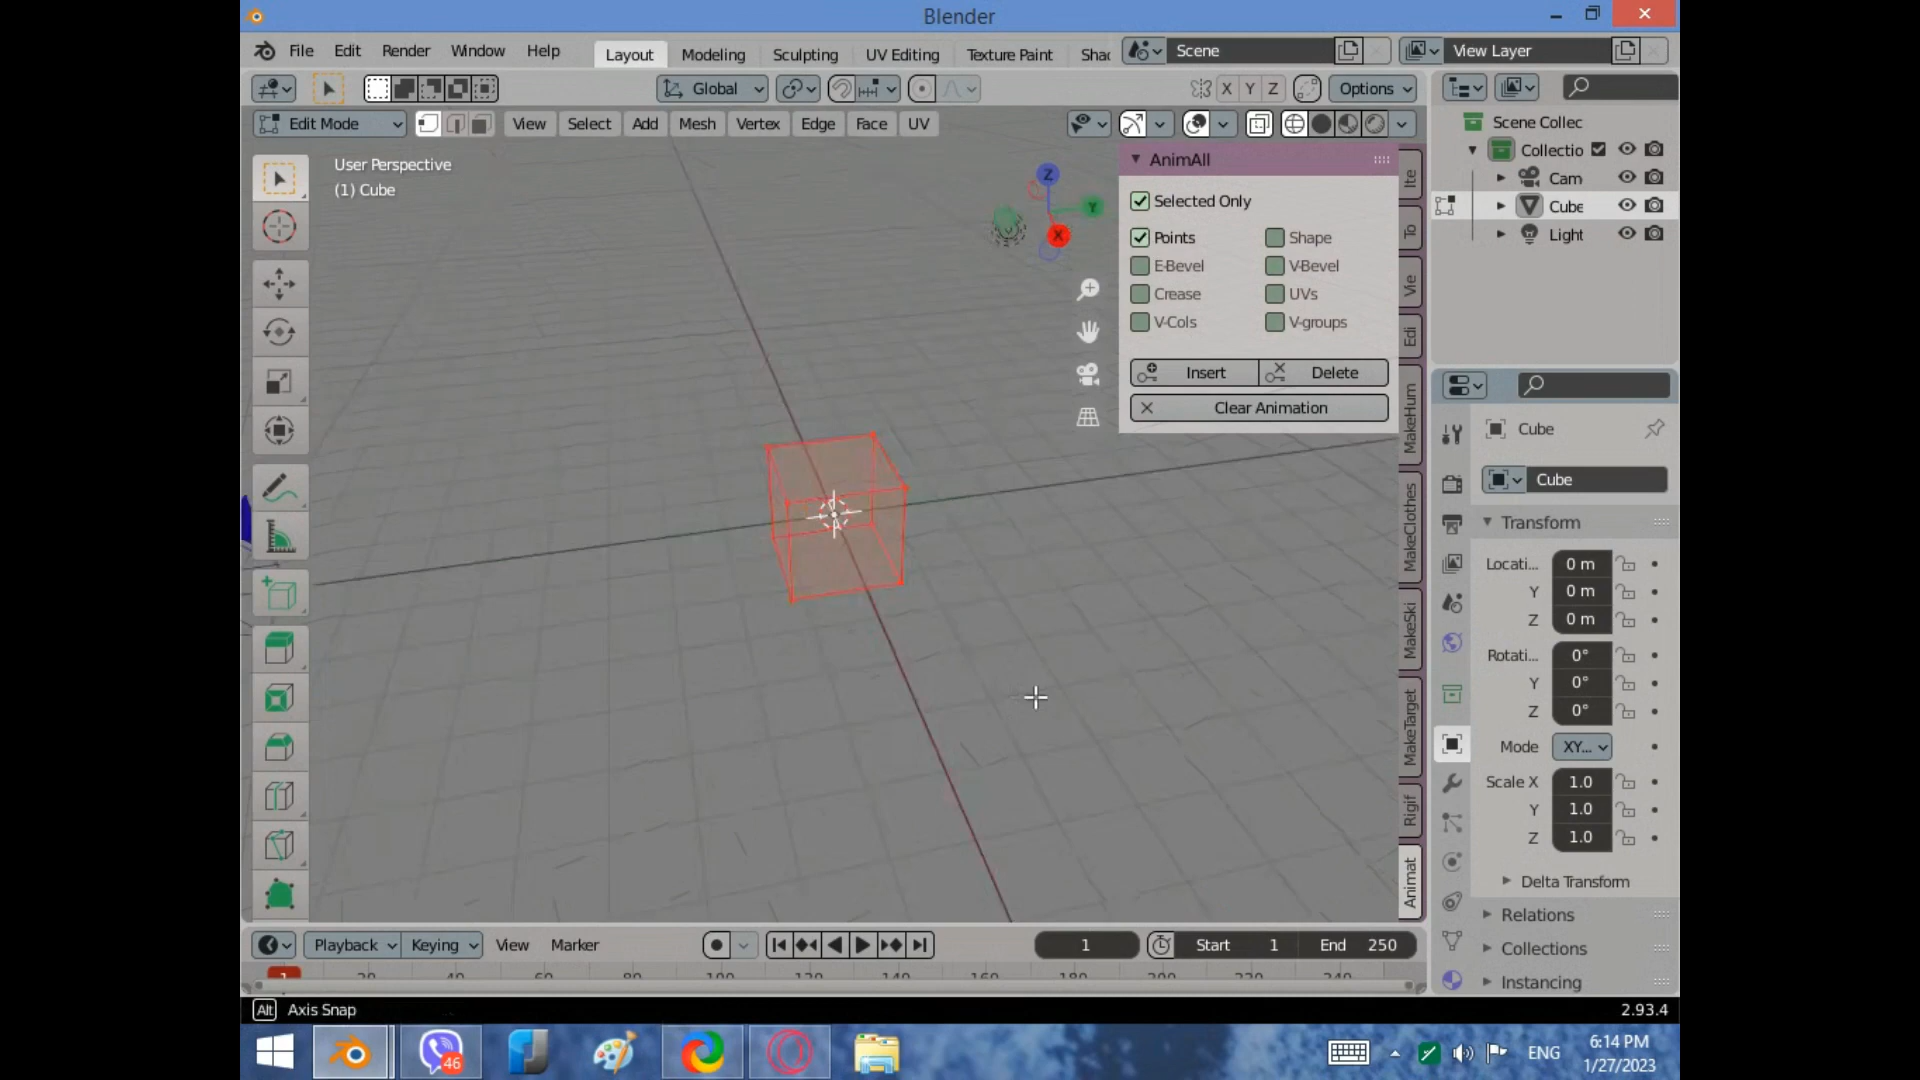 Blender
File Edit Render Window Help
Layout Modeling Sculpting UV Editing Texture Paint Shac
Scene
View Layer
Global
X Y Z
Options
Edit Mode
View Select Add Mesh Vertex Edge Face UV
User Perspective
(1) Cube
Z
Y
X
AnimAll
Selected Only
Points Shape
E-Bevel V-Bevel
Crease UVs
V-Cols V-groups
Insert Delete
Clear Animation
Ite
To
Vie
Edi
MakeHum
MakeClothes
MakeSki
MakeTarget
Rigif
Animat
Scene Collec
Collectio
Cam
Cube
Light
Cube
Cube
Transform
Locati... 0 m
Y 0 m
Z 0 m
Rotati... 0°
Y 0°
Z 0°
Mode XY...
Scale X 1.0
Y 1.0
Z 1.0
Delta Transform
Relations
Collections
Instancing
Playback Keying View Marker
1
Start 1 End 250
1 20 40 60 80 100 120 140 160 180 200 220 240
Alt Axis Snap
2.93.4
46
ENG
6:14 PM
1/27/2023